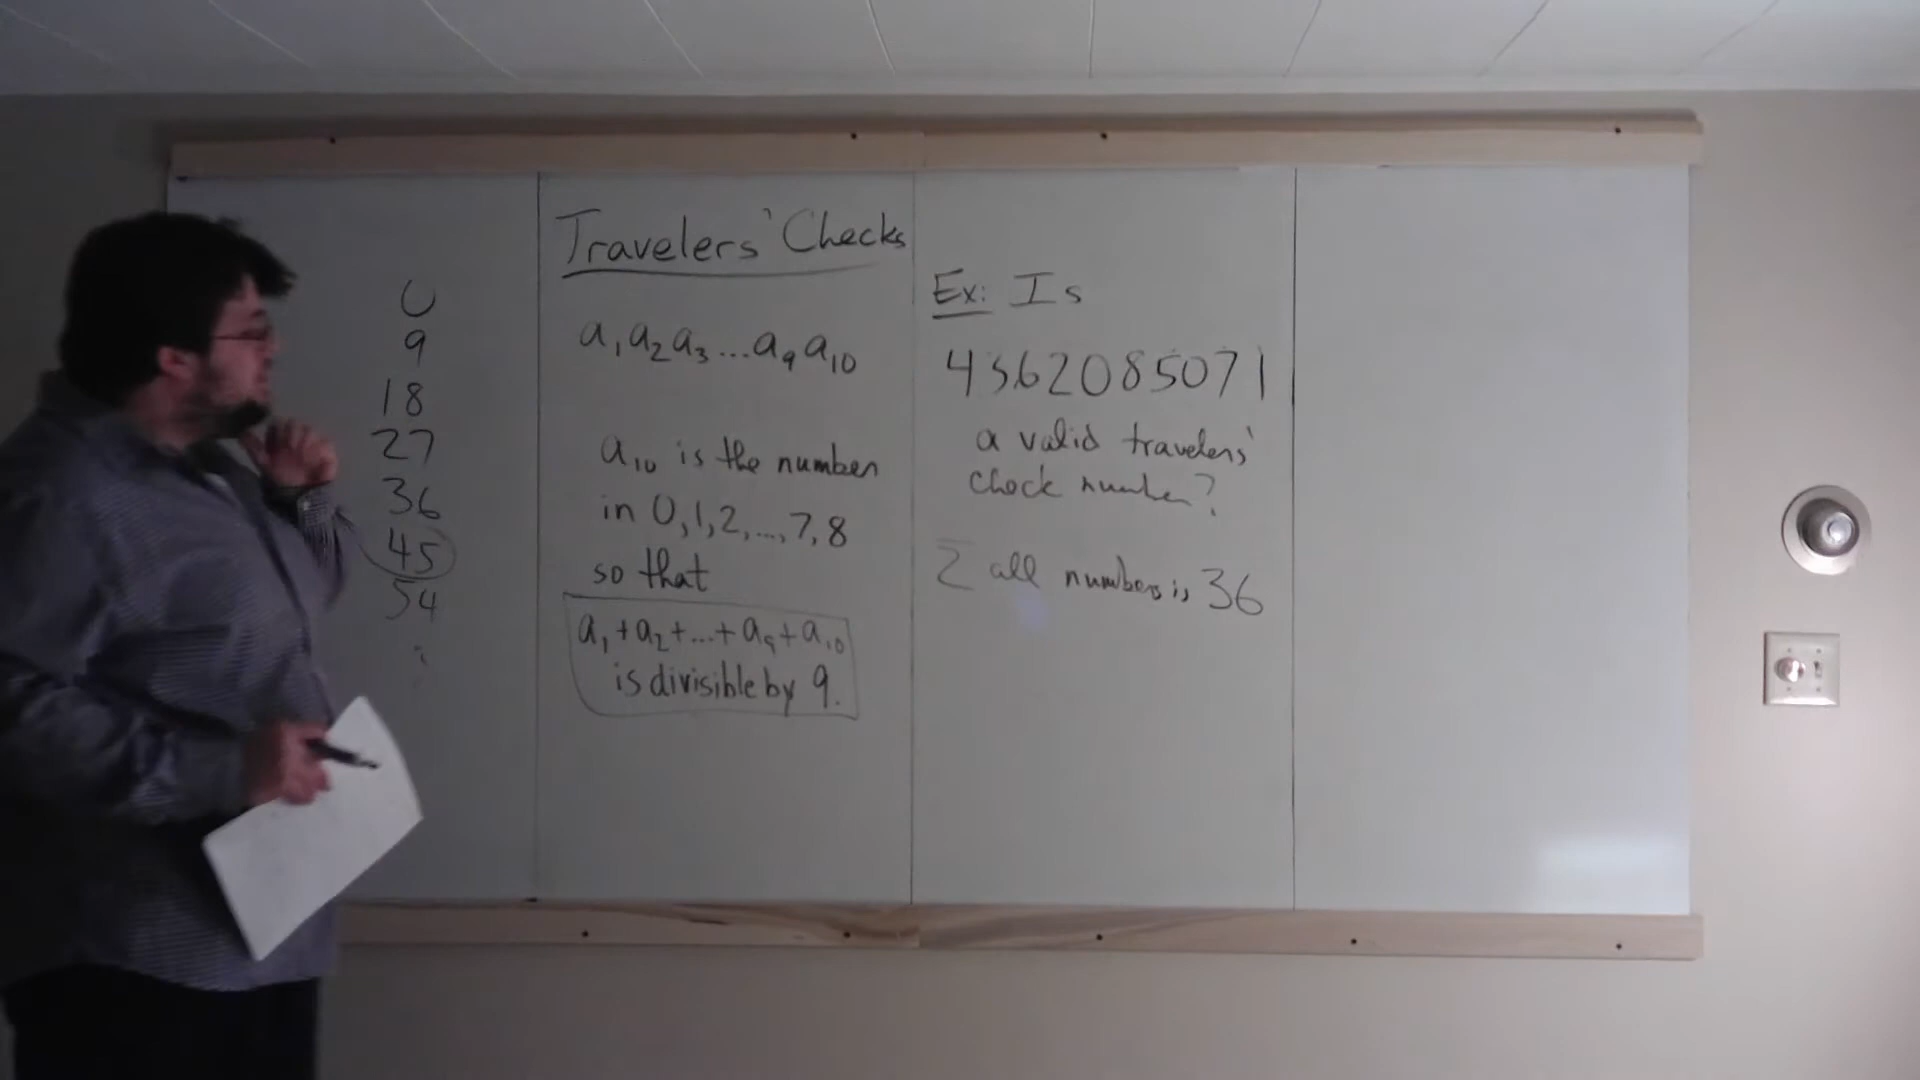 0
9
18
27
36
45
54
⋮
Travelers' Checks
a₁a₂a₃...a₉a₁₀
a₁₀ is the number
in 0,1,2,...,7,8
so that
a₁+a₂+...+a₉+a₁₀
is divisible by 9.
Ex: Is
4362085071
a valid travelers'
check number?
Σ all numbers is 36